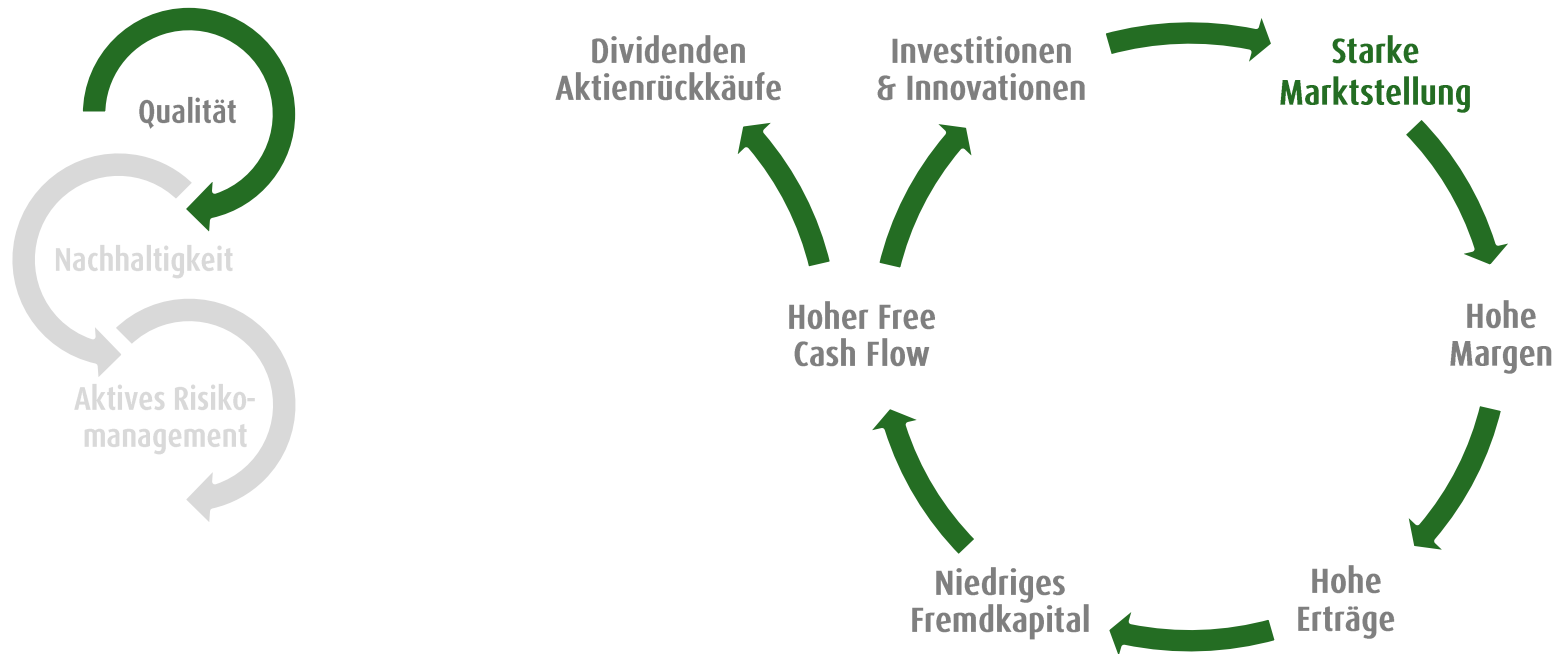 Qualität
Nachhaltigkeit
Aktives Risiko-
management
Dividenden
Aktienrückkäufe
Investitionen
& Innovationen
Starke
Marktstellung
Hoher Free
Cash Flow
Hohe
Margen
Niedriges
Fremdkapital
Hohe
Erträge